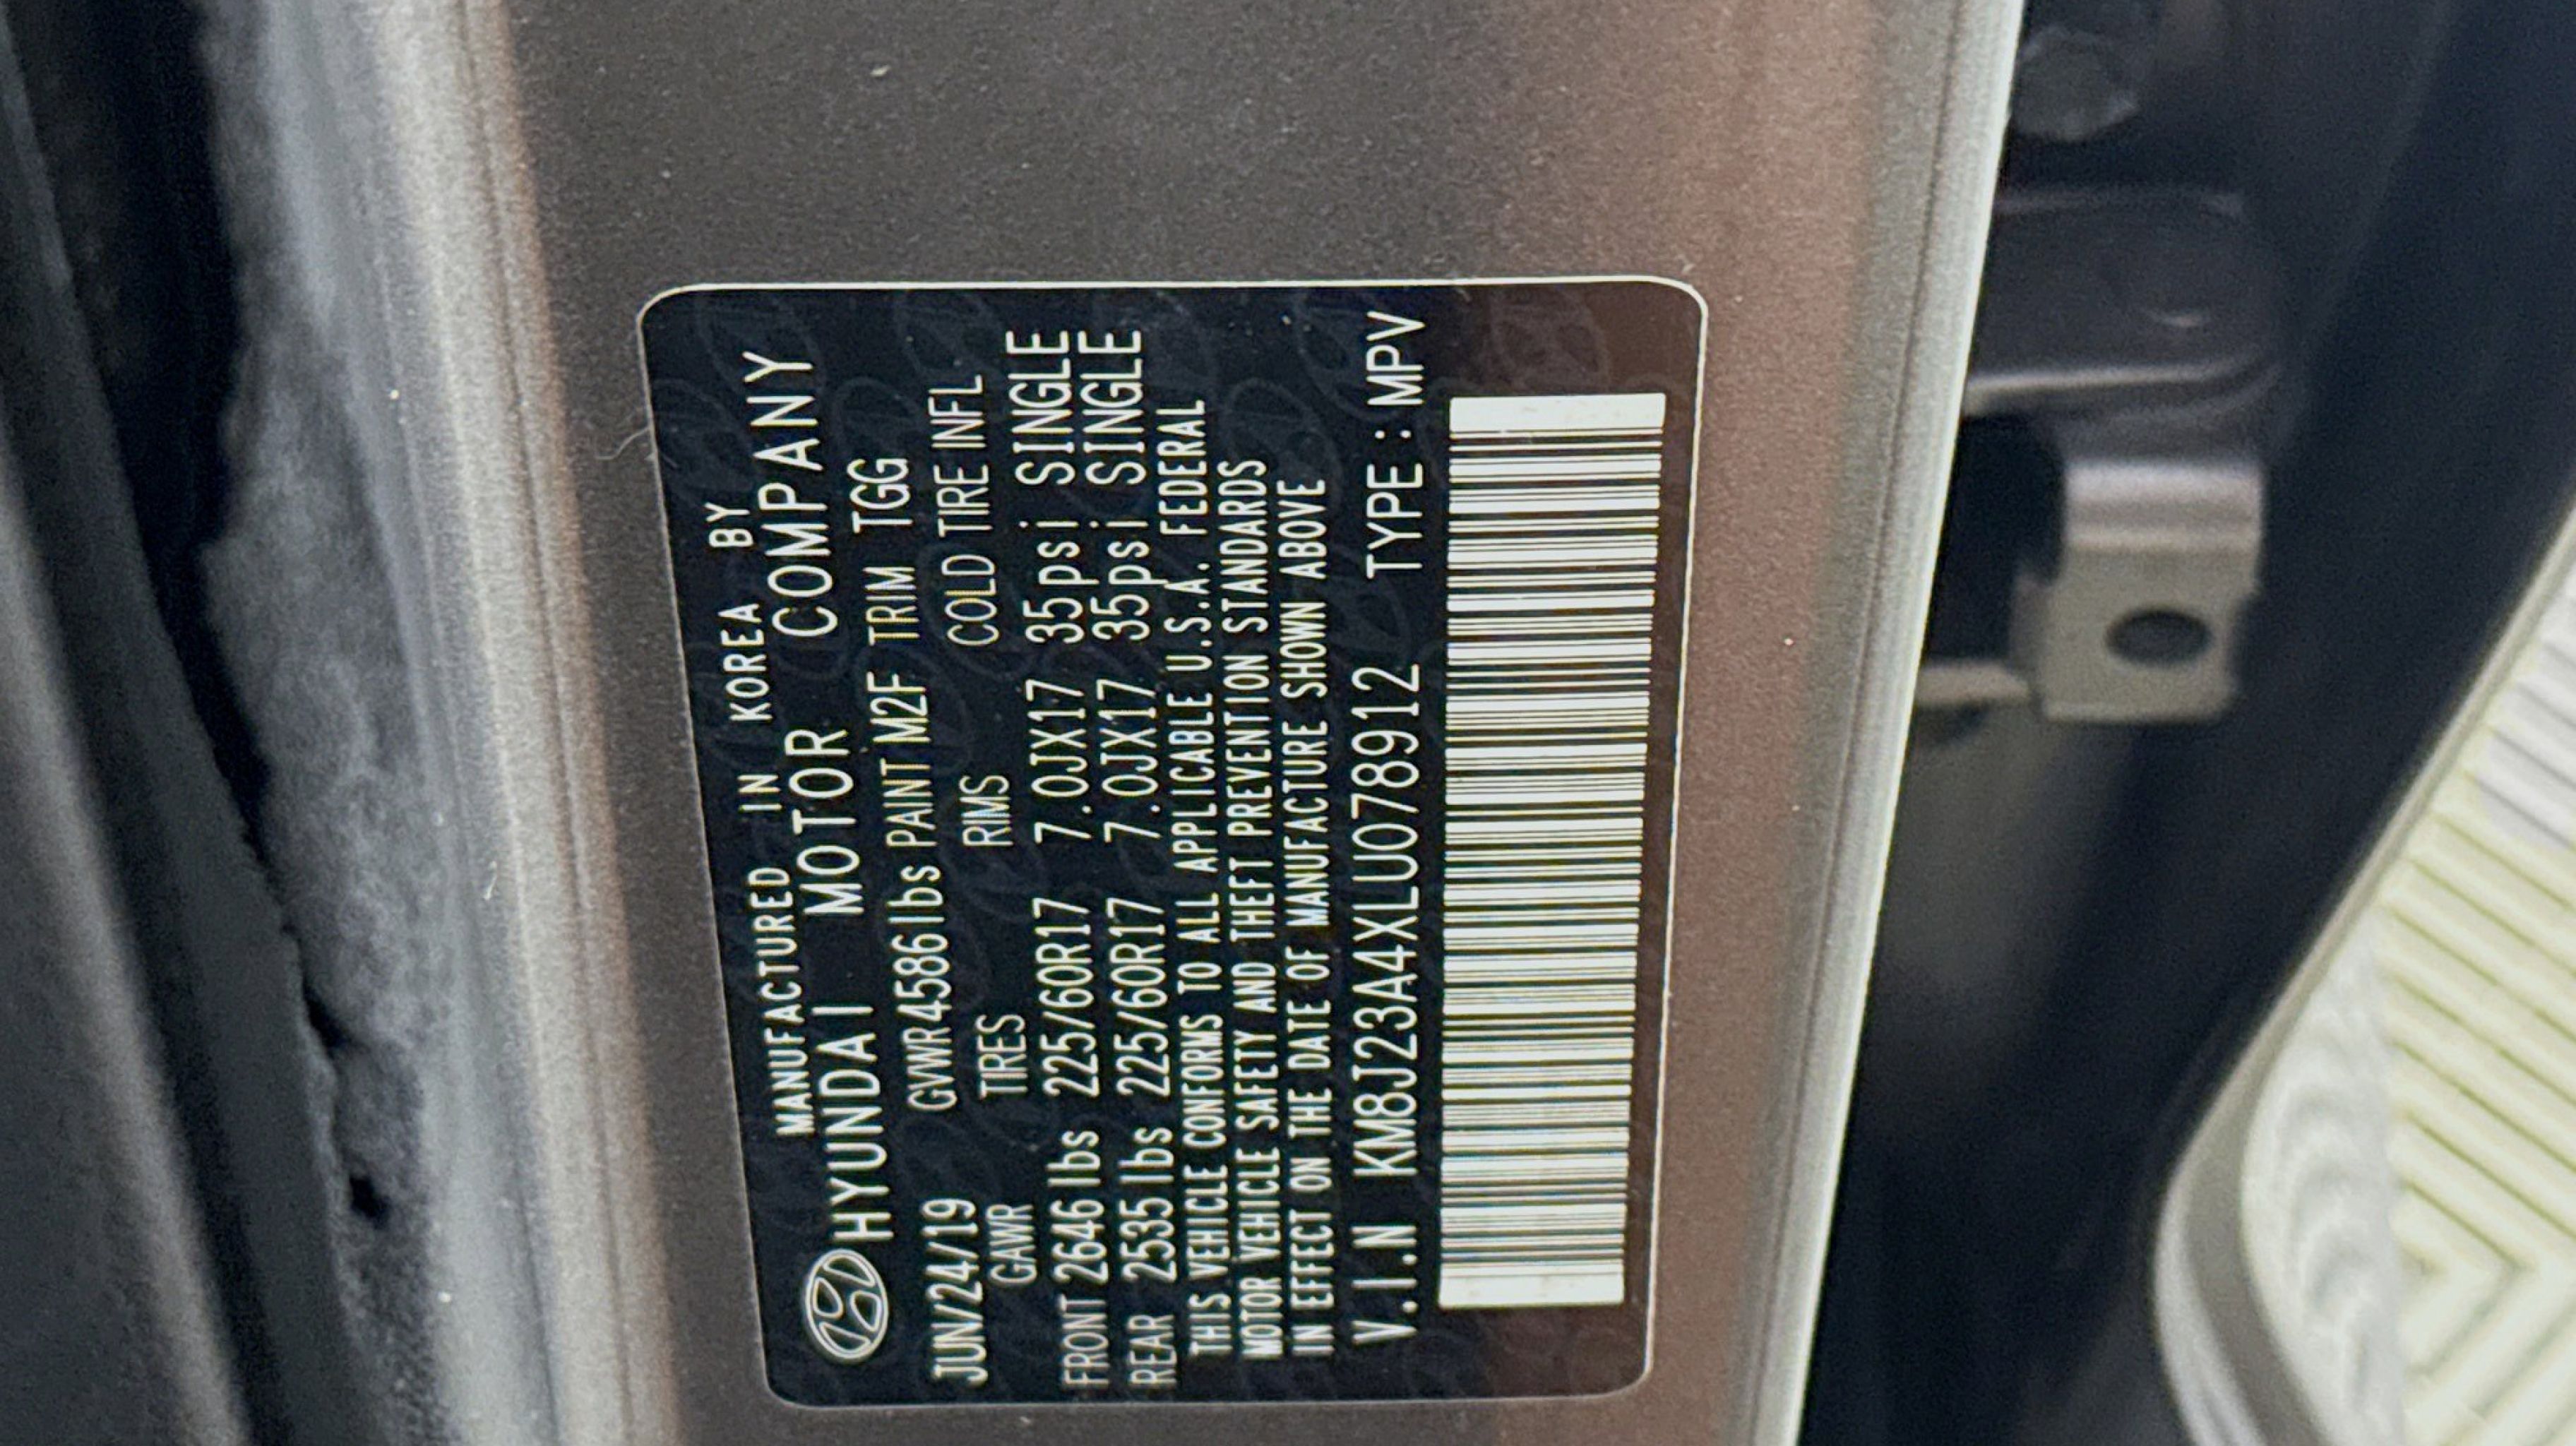 MANUFACTURED IN KOREA BY
HYUNDAI MOTOR COMPANY
JUN/24/19 GVWR4586lbs PAINT M2F TRIM TGG
GAWR TIRES RIMS COLD TIRE INFL
FRONT 2646 lbs 225/60R17 7.0JX17 35psi SINGLE
REAR 2535 lbs 225/60R17 7.0JX17 35psi SINGLE
THIS VEHICLE CONFORMS TO ALL APPLICABLE U.S.A. FEDERAL
MOTOR VEHICLE SAFETY AND THEFT PREVENTION STANDARDS
IN EFFECT ON THE DATE OF MANUFACTURE SHOWN ABOVE
V.I.N KM8J23A4XLU078912 TYPE : MPV